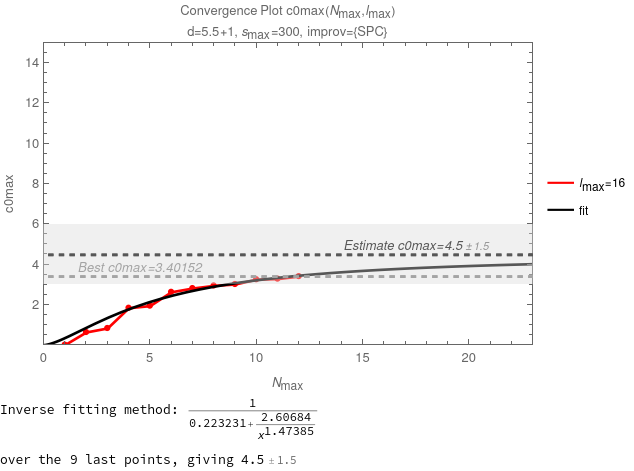 Convergence Plot c0max(Nmax,lmax)
d=5.5+1, smax=300, improv={SPC}
14
12
10
8
6
4
2
c0max
Estimate c0max=4.5 ±1.5
Best c0max=3.40152
lmax=16
fit
0 5 10 15 20
Nmax
Inverse fitting method: 1
0.223231+ 2.60684
x1.47385
over the 9 last points, giving 4.5 ±1.5